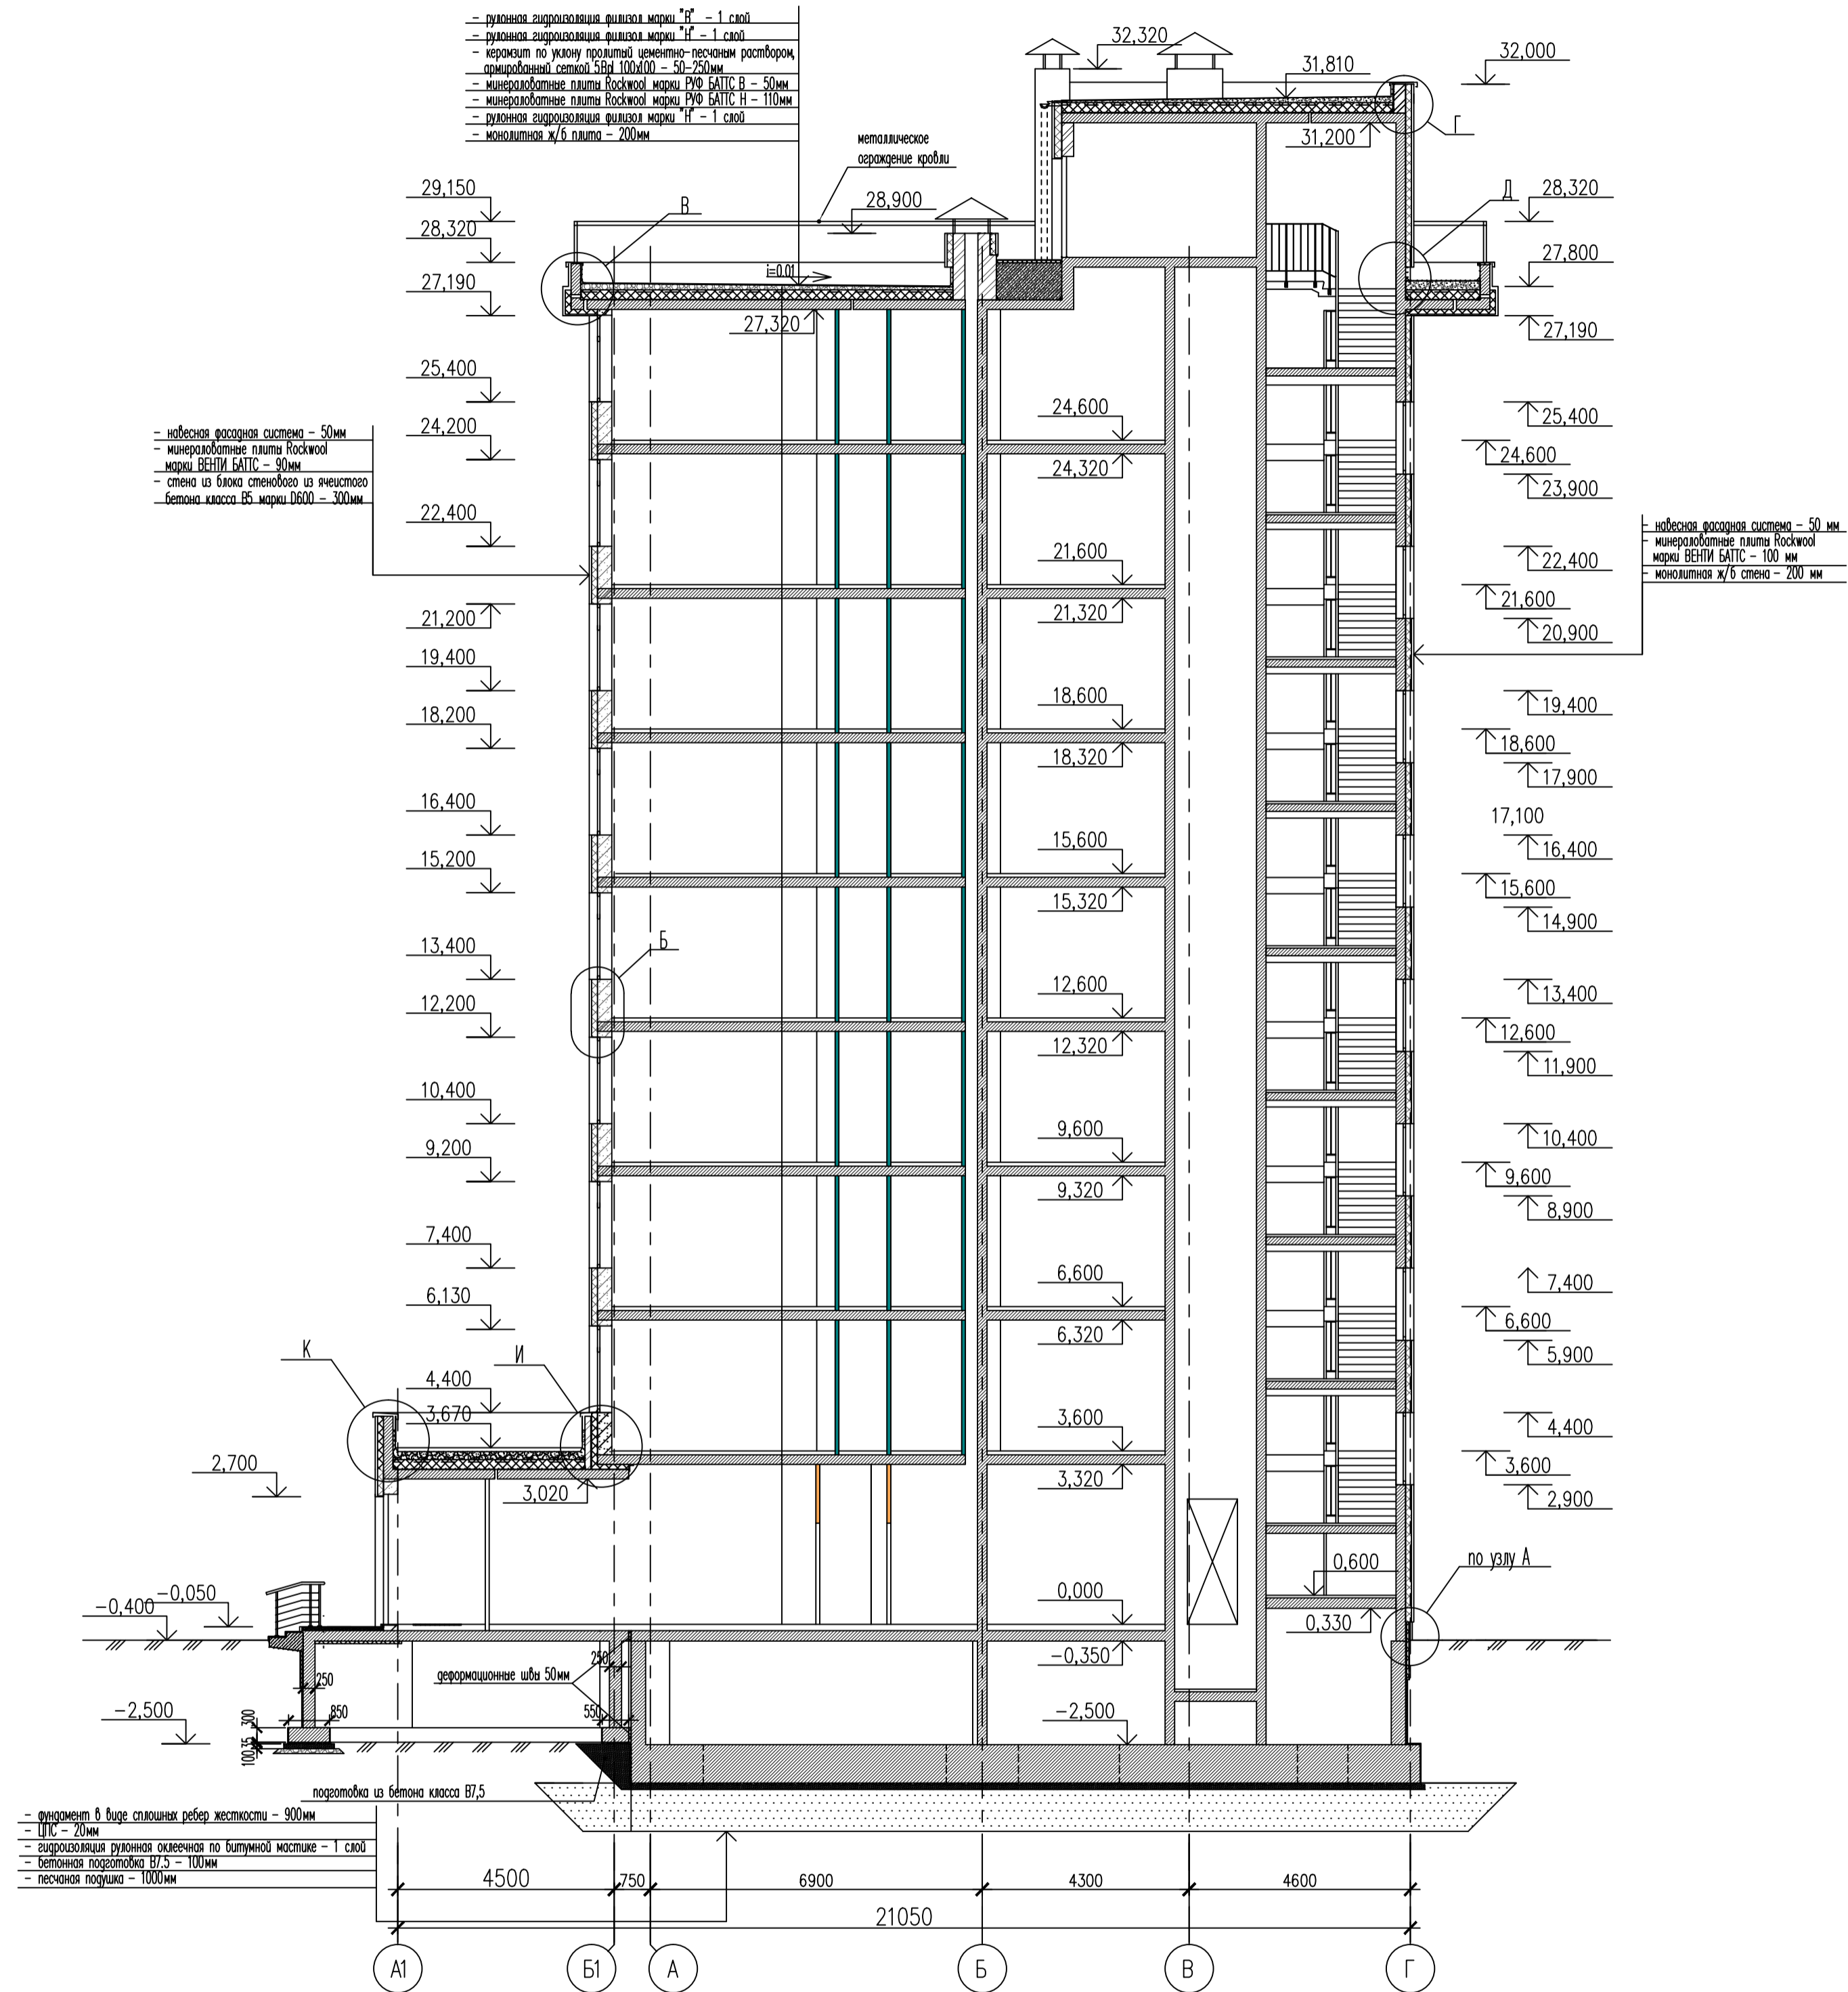 - рулонная гидроизоляция филизол марки "В" - 1 слой
- рулонная гидроизоляция филизол марки "Н" - 1 слой
- керамзит по уклону пролитый цементно-песчаным раствором,
армированный сеткой 5Вр| 100х100 - 50-250мм
- минераловатные плиты Rockwool марки РУФ БАТТС В - 50мм
- минераловатные плиты Rockwool марки РУФ БАТТС Н - 110мм
- рулонная гидроизоляция филизол марки "Н" - 1 слой
- монолитная ж/б плита - 200мм
металлическое
ограждение кровли
32,320
31,810
32,000
31,200
Г
29,150
28,320
27,190
В
28,900
i=0.01
27,320
Д
28,320
27,800
27,190
25,400
24,200
22,400
21,200
19,400
18,200
16,400
15,200
13,400
12,200
10,400
9,200
7,400
6,130
4,400
3,670
- навесная фасадная система - 50мм
- минераловатные плиты Rockwool
марки ВЕНТИ БАТТС - 90мм
- стена из блока стенового из ячеистого
бетона класса В5 марки D600 - 300мм
Б
24,600
24,320
21,600
21,320
18,600
18,320
15,600
15,320
12,600
12,320
9,600
9,320
6,600
6,320
3,600
3,320
0,000
-0,350
-2,500
25,400
24,600
23,900
22,400
21,600
20,900
19,400
18,600
17,900
17,100
16,400
15,600
14,900
13,400
12,600
11,900
10,400
9,600
8,900
7,400
6,600
5,900
4,400
3,600
2,900
- навесная фасадная система - 50 мм
- минераловатные плиты Rockwool
марки ВЕНТИ БАТТС - 100 мм
- монолитная ж/б стена - 200 мм
К
И
2,700
3,020
0,600
0,330
по узлу А
-0,050
-0,400
-2,500
250
850
300
35
100
250
550
деформационные швы 50мм
подготовка из бетона класса В7,5
- фундамент в виде сплошных ребер жесткости - 900мм
- ЦПС - 20мм
- гидроизоляция рулонная оклеечная по битумной мастике - 1 слой
- бетонная подготовка В7.5 - 100мм
- песчаная подушка - 1000мм
4500
750
6900
4300
4600
21050
А1
Б1
А
Б
В
Г